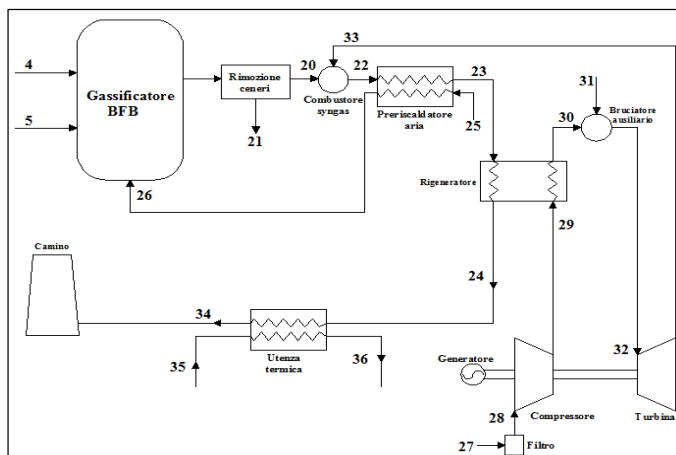 33
31
4
20
22
23
30
Gassificatore
BFB
Rimozione
ceneri
Combustore
syngas
Preriscaldatore
aria
Bruciatore
ausiliario
5
21
25
26
Rigeneratore
29
Camino
24
34
32
35
Utenza
termica
36
Generatore
28
Compressore
Turbina
27
Filtro